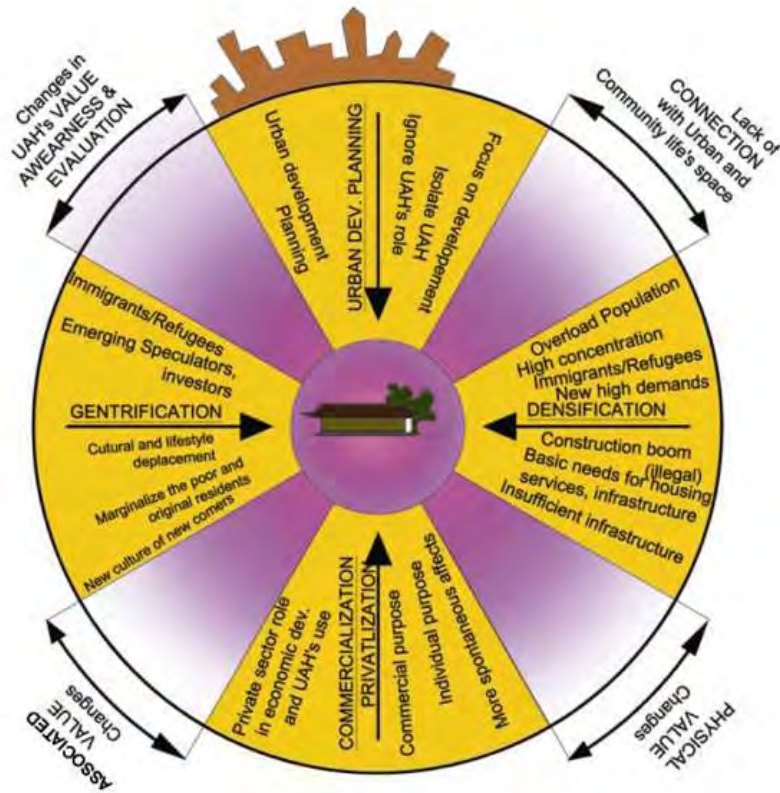 Changes in
UAH's VALUE
AWEARNESS &
EVALUATION
Urban development
Planning
URBAN DEV. PLANNING
Ignore UAH's role
Isolate UAH
Focus on developement
Lack of
CONNECTION
with Urban and
Community life's space
Immigrants/Refugees
Emerging Speculators,
investors
GENTRIFICATION
Cutural and lifestyle
deplacement
Marginalize the poor and
original residents
New culture of new comers
Overload Population
High concentration
Immigrants/Refugees
New high demands
DENSIFICATION
Construction boom
(illegal)
Basic needs for housing
services, infrastructure
Insufficient infrastructure
Private sector role
in economic dev.
and UAH's use
COMMERCIALIZATION
PRIVATLIZATION
Commercial purpose
Individual purpose
More spontaneous affects
ASSOCIATED
VALUE
Changes
PHYSICAL
VALUE
Changes